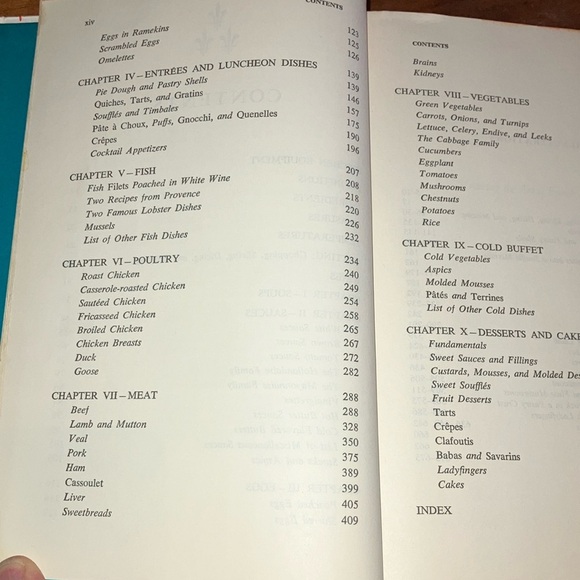 CONTENTS
xiv
Eggs in Ramekins 123
Scrambled Eggs 125
Omelettes 126
CHAPTER IV—ENTRÉES AND LUNCHEON DISHES 139
Pie Dough and Pastry Shells 139
Quiches, Tarts, and Gratins 146
Soufflés and Timbales 157
Pâte à Choux, Puffs, Gnocchi, and Quenelles 175
Crêpes 190
Cocktail Appetizers 196
CHAPTER V—FISH 207
Fish Filets Poached in White Wine 208
Two Recipes from Provence 218
Two Famous Lobster Dishes 220
Mussels 226
List of Other Fish Dishes 232
CHAPTER VI—POULTRY 234
Roast Chicken 240
Casserole-roasted Chicken 249
Sautéed Chicken 254
Fricasseed Chicken 258
Broiled Chicken 265
Chicken Breasts 267
Duck 272
Goose 282
CHAPTER VII—MEAT 288
Beef 288
Lamb and Mutton 328
Veal 350
Pork 375
Ham 389
Cassoulet 399
Liver 405
Sweetbreads 409
CONTENTS
Brains
Kidneys
CHAPTER VIII—VEGETABLES
Green Vegetables
Carrots, Onions, and Turnips
Lettuce, Celery, Endive, and Leeks
The Cabbage Family
Cucumbers
Eggplant
Tomatoes
Mushrooms
Chestnuts
Potatoes
Rice
CHAPTER IX—COLD BUFFET
Cold Vegetables
Aspics
Molded Mousses
Pâtés and Terrines
List of Other Cold Dishes
CHAPTER X—DESSERTS AND CAKE
Fundamentals
Sweet Sauces and Fillings
Custards, Mousses, and Molded Des
Sweet Soufflés
Fruit Desserts
Tarts
Crêpes
Clafoutis
Babas and Savarins
Ladyfingers
Cakes
INDEX